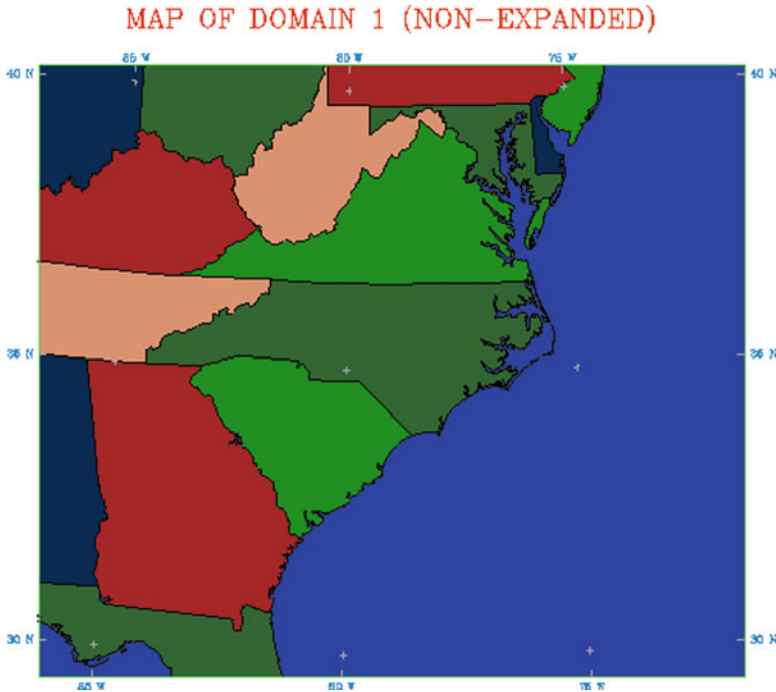 MAP OF DOMAIN 1 (NON-EXPANDED)
85 W 80 W 75 W
40 N 40 N
35 N 35 N
30 N 30 N
85 W 80 W 75 W